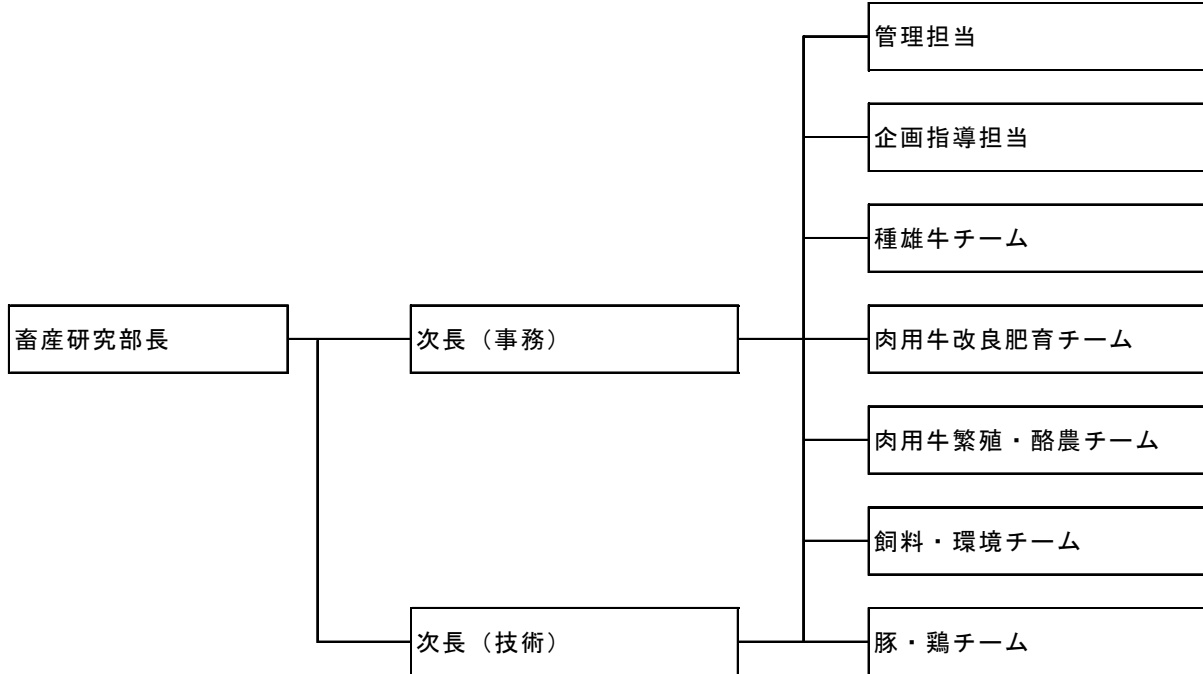 管理担当
企画指導担当
種雄牛チーム
畜産研究部長
次長（事務）
肉用牛改良肥育チーム
肉用牛繁殖・酪農チーム
飼料・環境チーム
次長（技術）
豚・鶏チーム